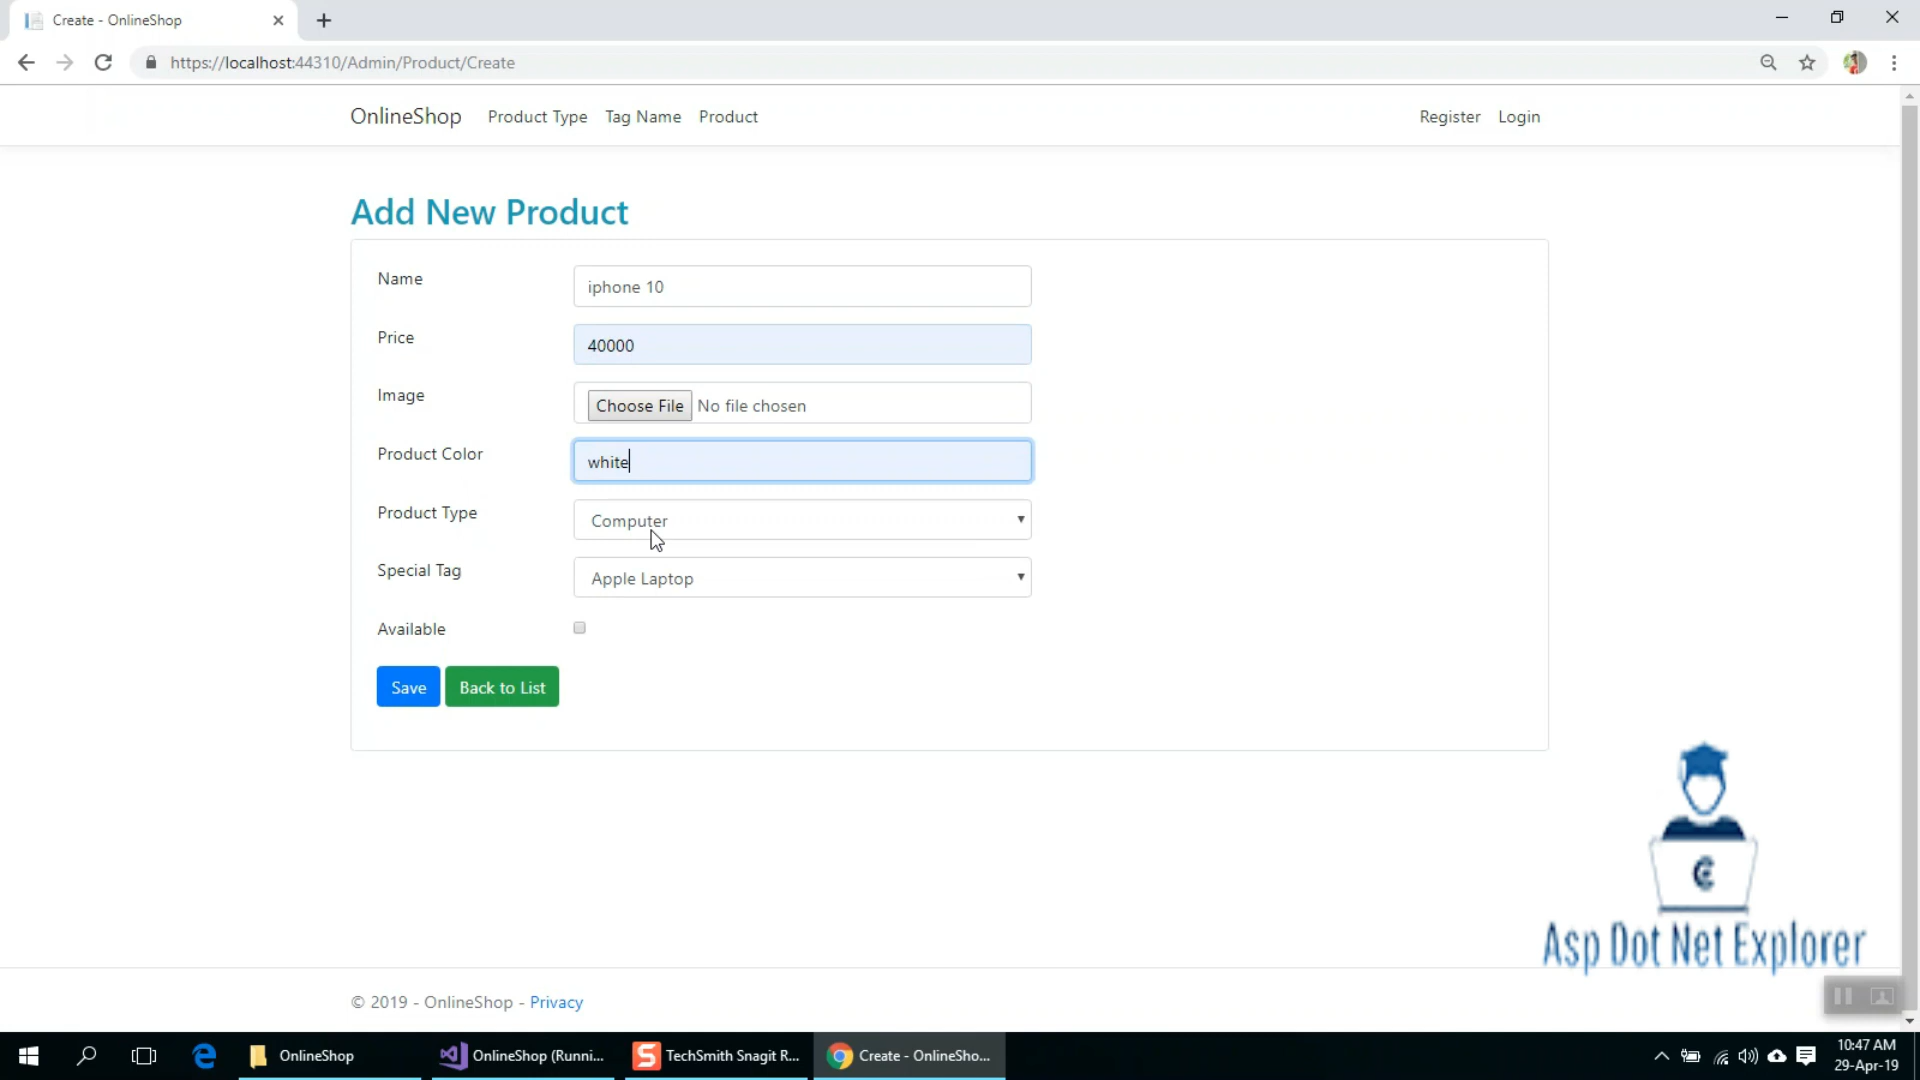 Create - OnlineShop
https://localhost:44310/Admin/Product/Create
OnlineShop Product Type Tag Name Product Register Login
Add New Product
Name iphone 10
Price 40000
Image Choose File No file chosen
Product Color white
Product Type Computer
Special Tag Apple Laptop
Available
Save Back to List
Asp Dot Net Explorer
© 2019 - OnlineShop - Privacy
OnlineShop OnlineShop (Runni... TechSmith Snagit R... Create - OnlineSho... 10:47 AM
29-Apr-19